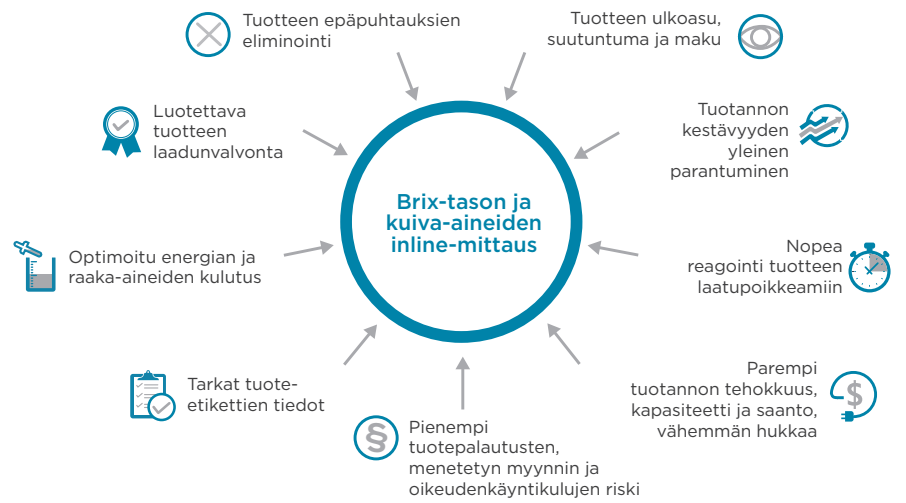 Tuotteen epäpuhtauksien
eliminointi
Tuotteen ulkoasu,
suutuntuma ja maku
Luotettava
tuotteen
laadunvalvonta
Tuotannon
kestävyyden
yleinen
parantuminen
Brix-tason ja
kuiva-aineiden
inline-mittaus
Optimoitu energian ja
raaka-aineiden kulutus
Nopea
reagointi tuotteen
laatupoikkeamiin
Tarkat tuote-
etikettien tiedot
Parempi
tuotannon tehokkuus,
kapasiteetti ja saanto,
vähemmän hukkaa
$
§
Pienempi
tuotepalautusten,
menetetyn myynnin ja
oikeudenkäyntikulujen riski